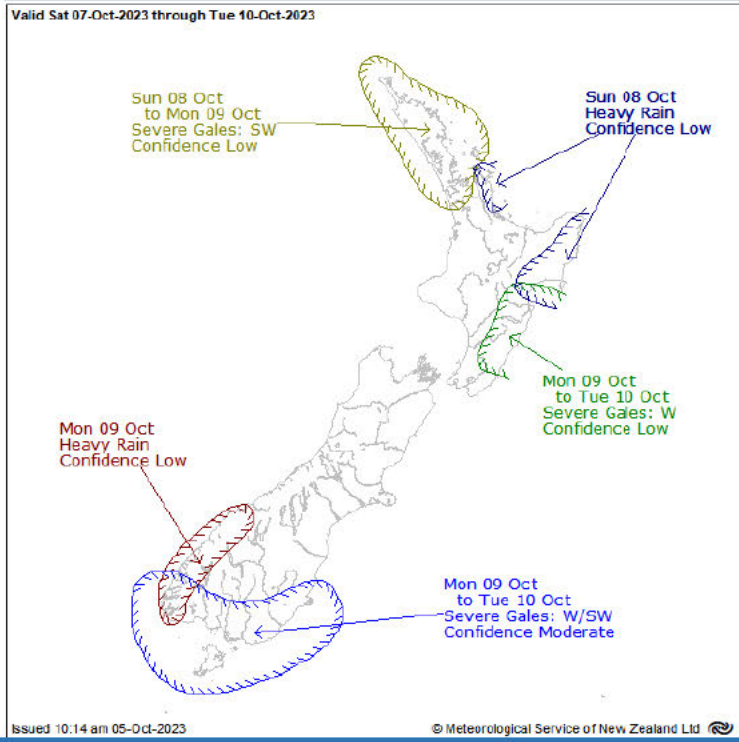 Valid Sat 07-Oct-2023 through Tue 10-Oct-2023
Sun 08 Oct
to Mon 09 Oct
Severe Gales: SW
Confidence Low
Sun 08 Oct
Heavy Rain
Confidence Low
Mon 09 Oct
to Tue 10 Oct
Severe Gales: W
Confidence Low
Mon 09 Oct
Heavy Rain
Confidence Low
Mon 09 Oct
to Tue 10 Oct
Severe Gales: W/SW
Confidence Moderate
Issued 10:14 am 05-Oct-2023
© Meteorological Service of New Zealand Ltd